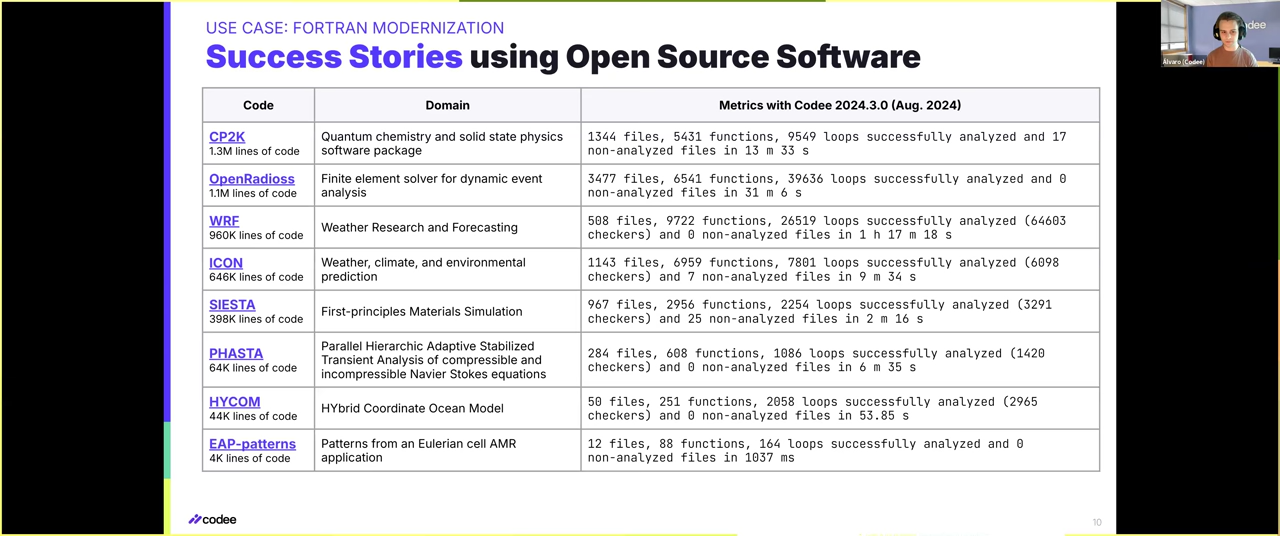 USE CASE: FORTRAN MODERNIZATION
Success Stories using Open Source Software
Code
Domain
Metrics with Codee 2024.3.0 (Aug. 2024)
CP2K
1.3M lines of code
Quantum chemistry and solid state physics
software package
1344 files, 5431 functions, 9549 loops successfully analyzed and 17
non-analyzed files in 13 m 33 s
OpenRadioss
1.1M lines of code
Finite element solver for dynamic event
analysis
3477 files, 6541 functions, 39636 loops successfully analyzed and 0
non-analyzed files in 31 m 6 s
WRF
960K lines of code
Weather Research and Forecasting
508 files, 9722 functions, 26519 loops successfully analyzed (64603
checkers) and 0 non-analyzed files in 1 h 17 m 18 s
ICON
646K lines of code
Weather, climate, and environmental
prediction
1143 files, 6959 functions, 7801 loops successfully analyzed (6098
checkers) and 7 non-analyzed files in 9 m 34 s
SIESTA
398K lines of code
First-principles Materials Simulation
967 files, 2956 functions, 2254 loops successfully analyzed (3291
checkers) and 25 non-analyzed files in 2 m 16 s
PHASTA
64K lines of code
Parallel Hierarchic Adaptive Stabilized
Transient Analysis of compressible and
incompressible Navier Stokes equations
284 files, 608 functions, 1086 loops successfully analyzed (1420
checkers) and 0 non-analyzed files in 6 m 35 s
HYCOM
44K lines of code
HYbrid Coordinate Ocean Model
50 files, 251 functions, 2058 loops successfully analyzed (2965
checkers) and 0 non-analyzed files in 53.85 s
EAP-patterns
4K lines of code
Patterns from an Eulerian cell AMR
application
12 files, 88 functions, 164 loops successfully analyzed and 0
non-analyzed files in 1037 ms
codee
10
Álvaro (Codee)